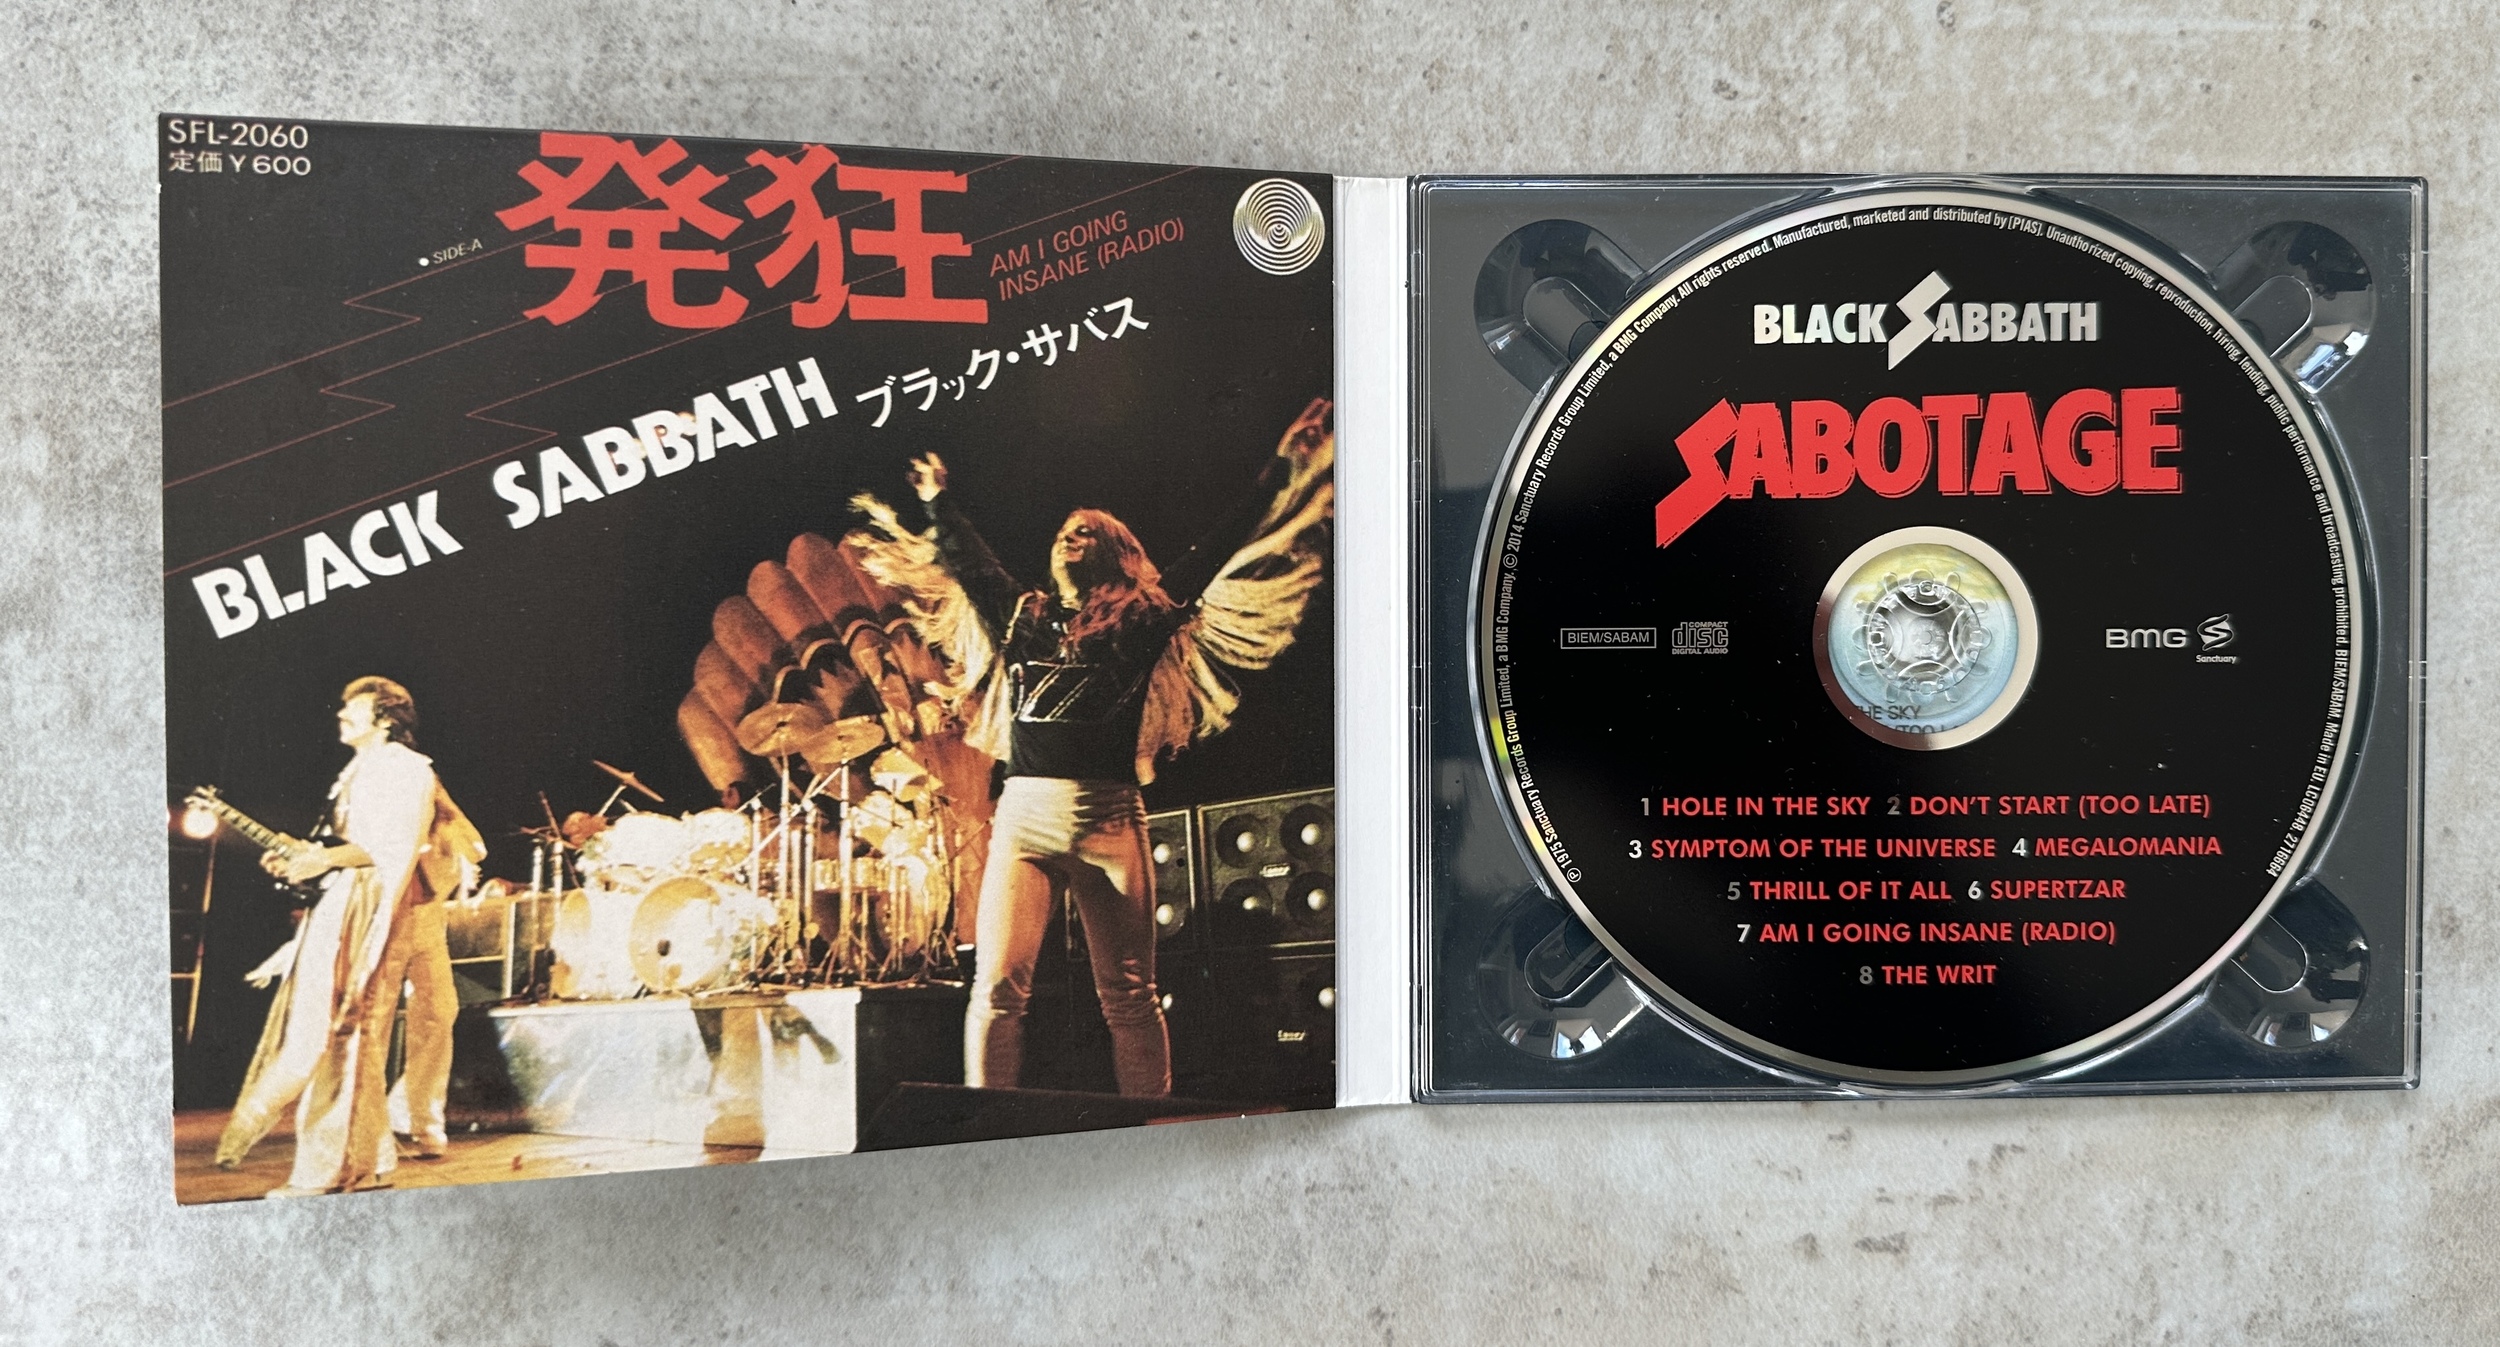 SFL-2060
定価¥600
• SIDE-A
発狂
AM I GOING
INSANE (RADIO)
BLACK SABBATH ブラック・サバス
Laney
BLACK SABBATH
SABOTAGE
BIEM/SABAM
COMPACT
disc
DIGITAL AUDIO
BMG
Sanctuary
THE SKY
1 HOLE IN THE SKY 2 DON'T START (TOO LATE)
3 SYMPTOM OF THE UNIVERSE 4 MEGALOMANIA
5 THRILL OF IT ALL 6 SUPERTZAR
7 AM I GOING INSANE (RADIO)
8 THE WRIT
℗ 1975 Sanctuary Records Group Limited, a BMG Company. © 2014 Sanctuary Records Group Limited, a BMG Company. All rights reserved. Manufactured, marketed and distributed by [PIAS]. Unauthorized copying, reproduction, hiring, lending, public performance and broadcasting prohibited. BIEM/SABAM. Made in EU. LC06448. 2716664